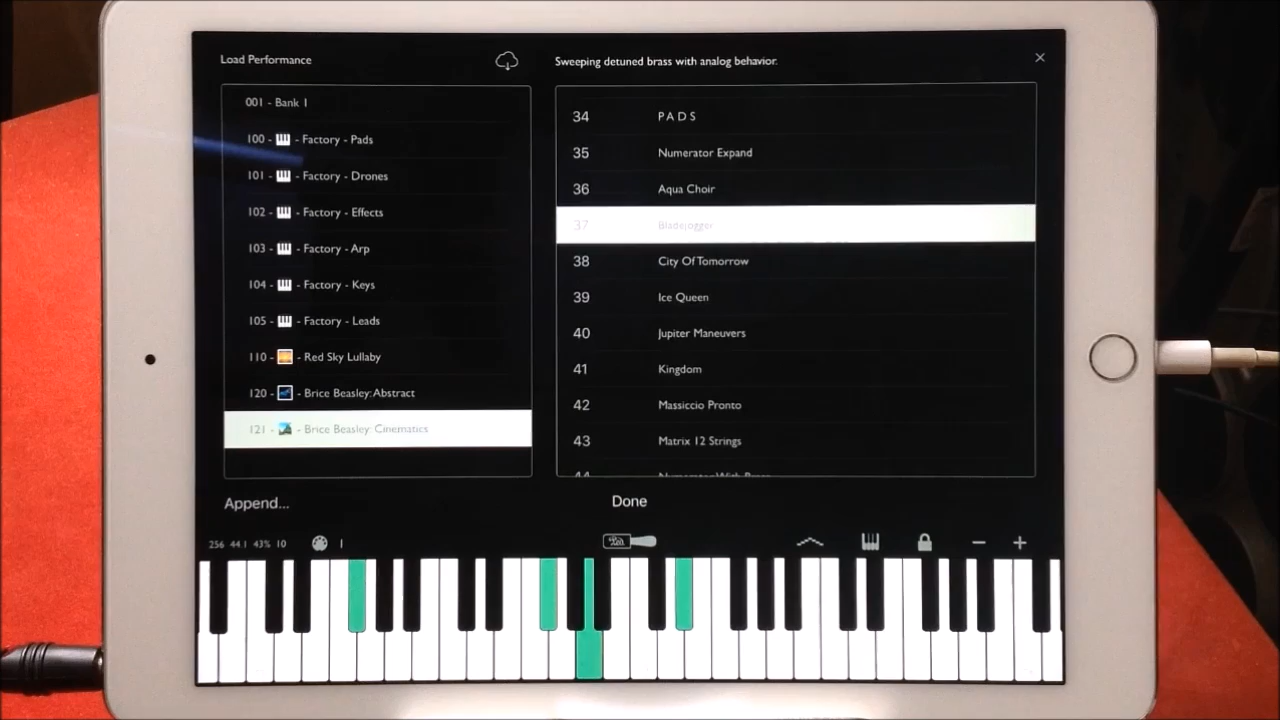 Load Performance
Sweeping detuned brass with analog behavior.
001 - Bank 1
100 - - Factory - Pads
101 - - Factory - Drones
102 - - Factory - Effects
103 - - Factory - Arp
104 - - Factory - Keys
105 - - Factory - Leads
110 - - Red Sky Lullaby
120 - - Brice Beasley: Abstract
121 - - Brice Beasley: Cinematics
34 P A D S
35 Numerator Expand
36 Aqua Choir
37 Bladejogger
38 City Of Tomorrow
39 Ice Queen
40 Jupiter Maneuvers
41 Kingdom
42 Massiccio Pronto
43 Matrix 12 Strings
44
Append...
Done
256 44.1 43% 10 1